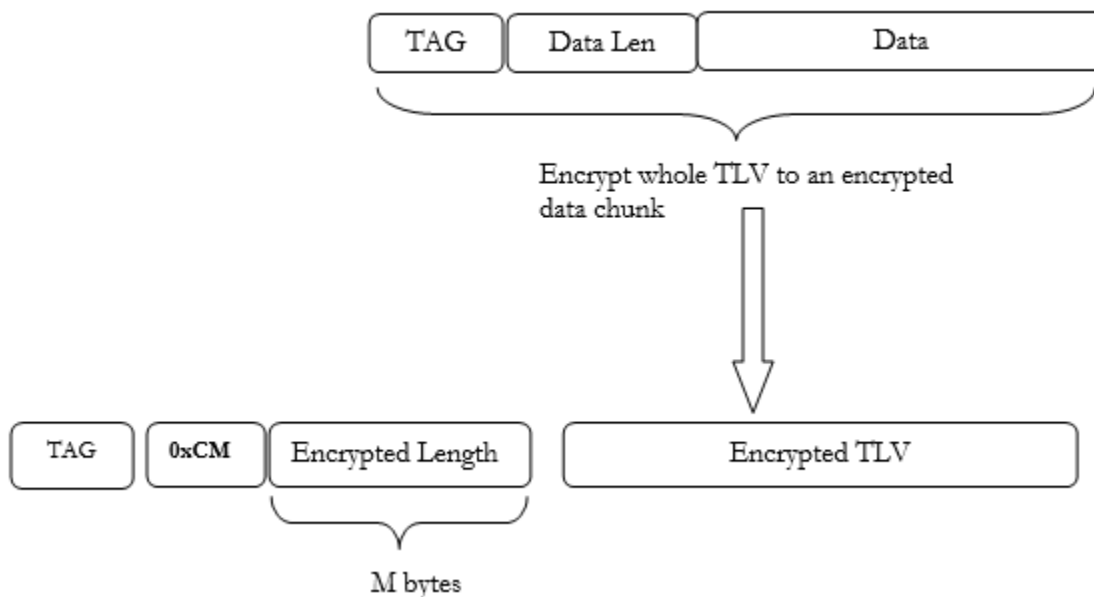 TAG Data Len Data
Encrypt whole TLV to an encrypted
data chunk
TAG 0xCM Encrypted Length Encrypted TLV
M bytes